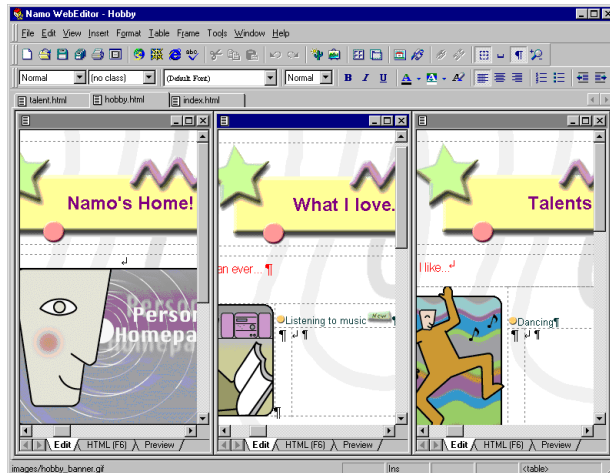 Namo WebEditor - Hobby
File Edit View Insert Format Table Frame Tools Window Help
Normal (no class) (Default Font) Normal B I U A A A
talent.html hobby.html index.html
Namo's Home!
What I love.
Talents
an ever... ¶
I like...↵
Person
Homepa
Listening to music New ¶
¶ ↵ ¶
Dancing¶
¶ ↵ ¶
¶
Edit HTML (F6) Preview
Edit HTML (F6) Preview
Edit HTML (F6) Preview
images/hobby_banner.gif Ins <table>